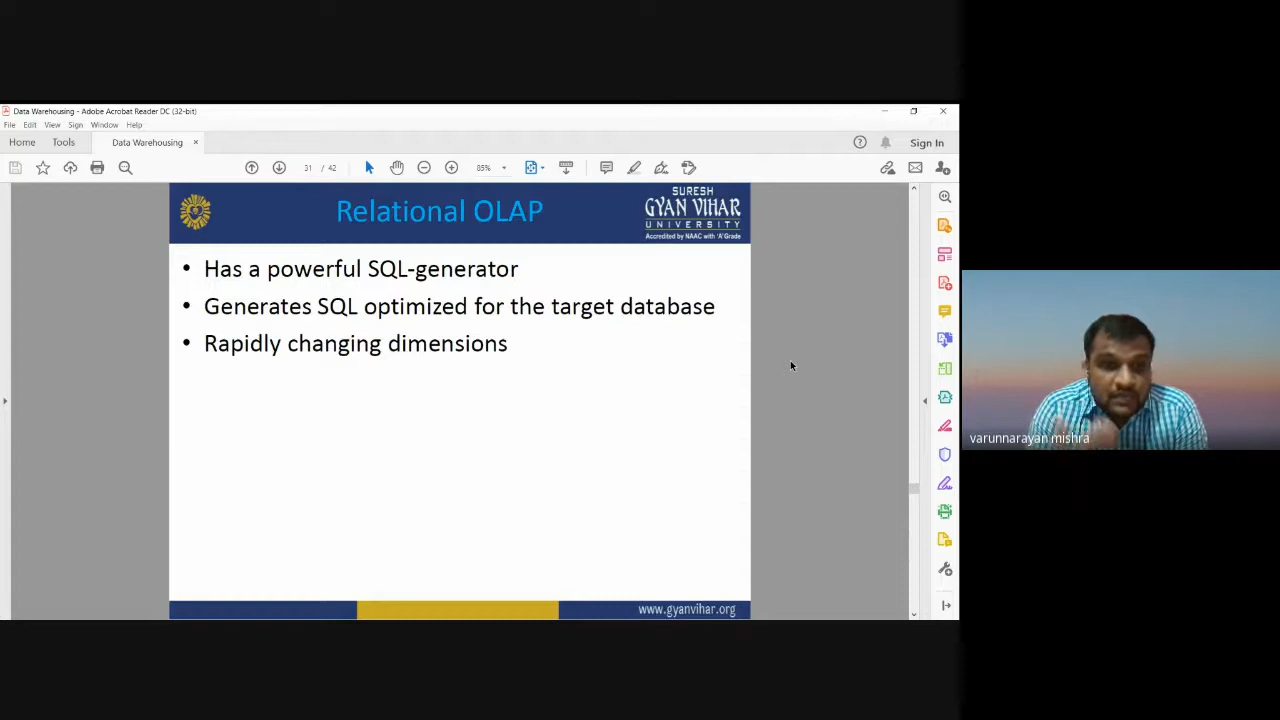 Data Warehousing - Adobe Acrobat Reader DC (32-bit)
File Edit View Sign Window Help
Home Tools Data Warehousing × Sign In
31 / 42 85%
Relational OLAP
SURESH
GYAN VIHAR
UNIVERSITY
Accredited by NAAC with 'A' Grade
• Has a powerful SQL-generator
• Generates SQL optimized for the target database
• Rapidly changing dimensions
www.gyanvihar.org
varunnarayan mishra